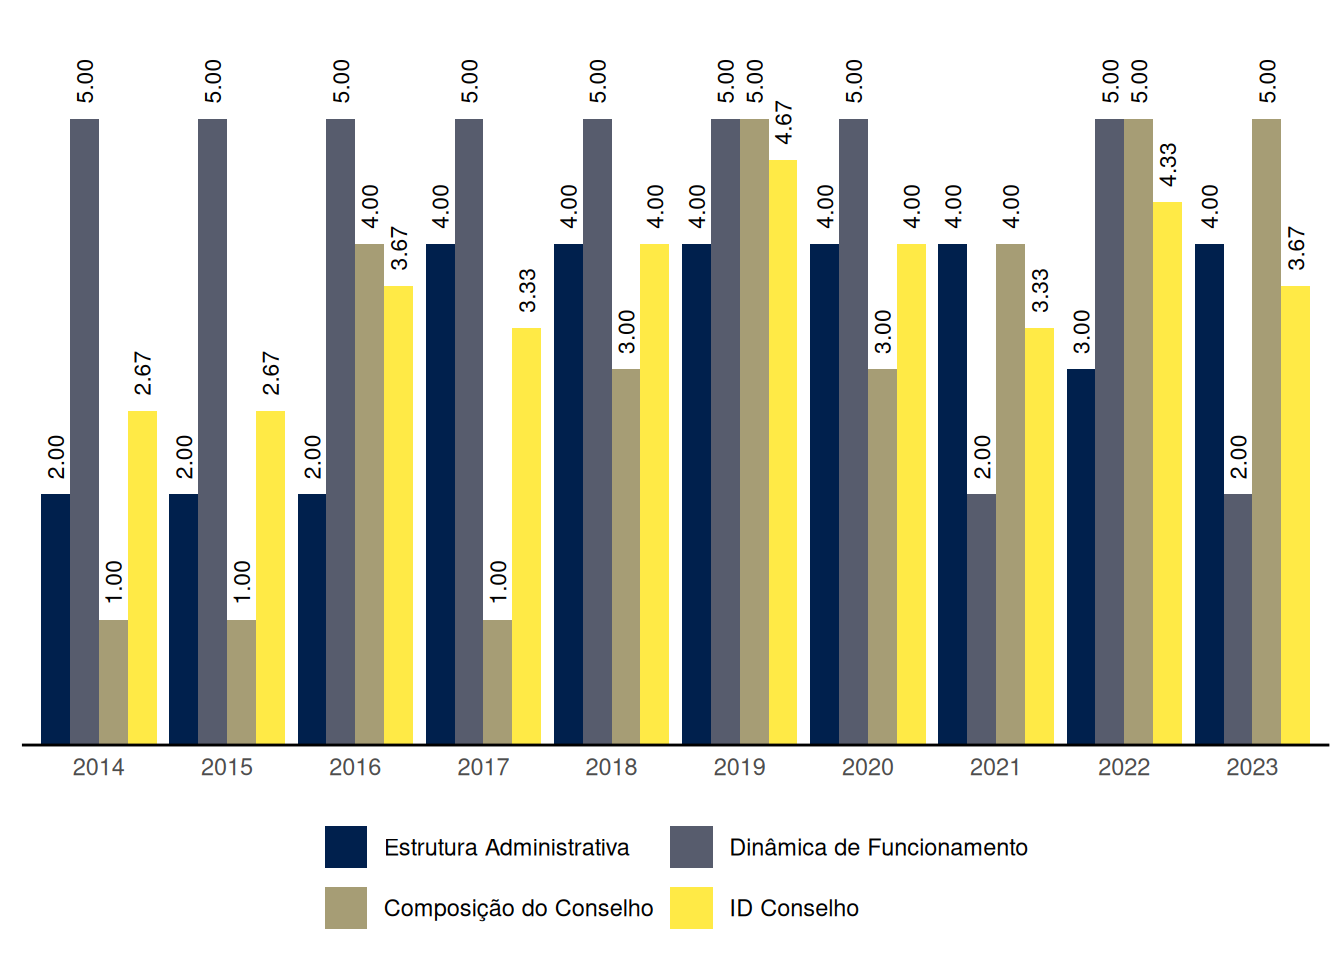 2.00 5.00 1.00 2.67
2.00 5.00 1.00 2.67
2.00 5.00 4.00 3.67
4.00 5.00 1.00 3.33
4.00 5.00 3.00 4.00
4.00 5.00 5.00 4.67
4.00 5.00 3.00 4.00
4.00 2.00 4.00 3.33
3.00 5.00 5.00 4.33
4.00 2.00 5.00 3.67
2014 2015 2016 2017 2018 2019 2020 2021 2022 2023
Estrutura Administrativa Dinâmica de Funcionamento
Composição do Conselho ID Conselho